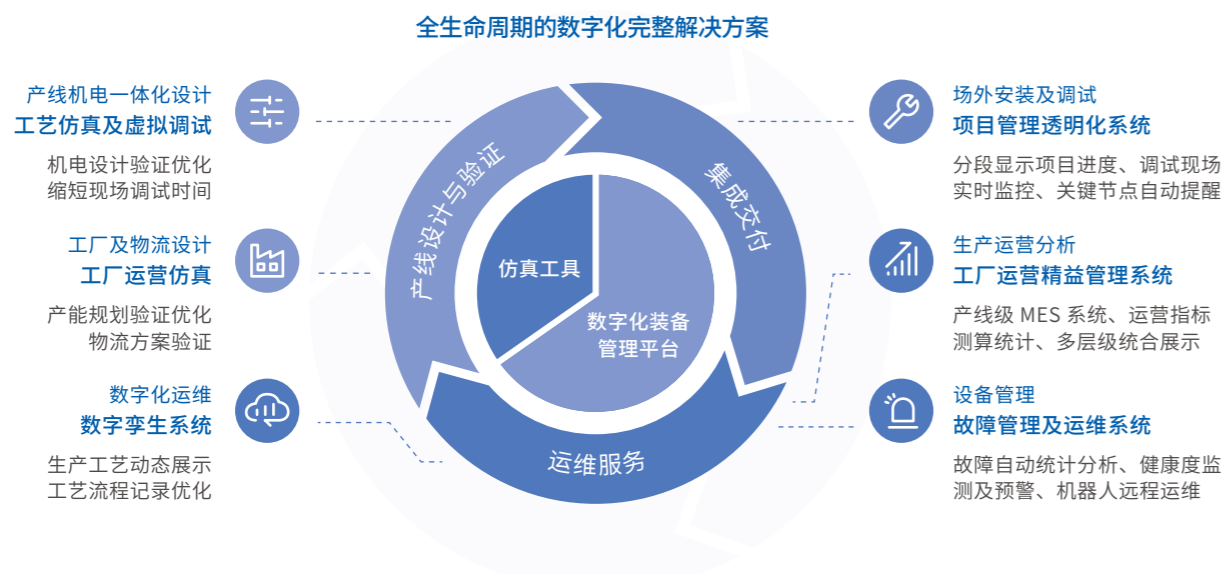 全生命周期的数字化完整解决方案
产线机电一体化设计
工艺仿真及虚拟调试
机电设计验证优化
缩短现场调试时间
工厂及物流设计
工厂运营仿真
产能规划验证优化
物流方案验证
数字化运维
数字孪生系统
生产工艺动态展示
工艺流程记录优化
产线设计与验证
集成交付
运维服务
仿真工具
数字化装备
管理平台
场外安装及调试
项目管理透明化系统
分段显示项目进度、调试现场
实时监控、关键节点自动提醒
生产运营分析
工厂运营精益管理系统
产线级 MES 系统、运营指标
测算统计、多层级统合展示
设备管理
故障管理及运维系统
故障自动统计分析、健康度监
测及预警、机器人远程运维